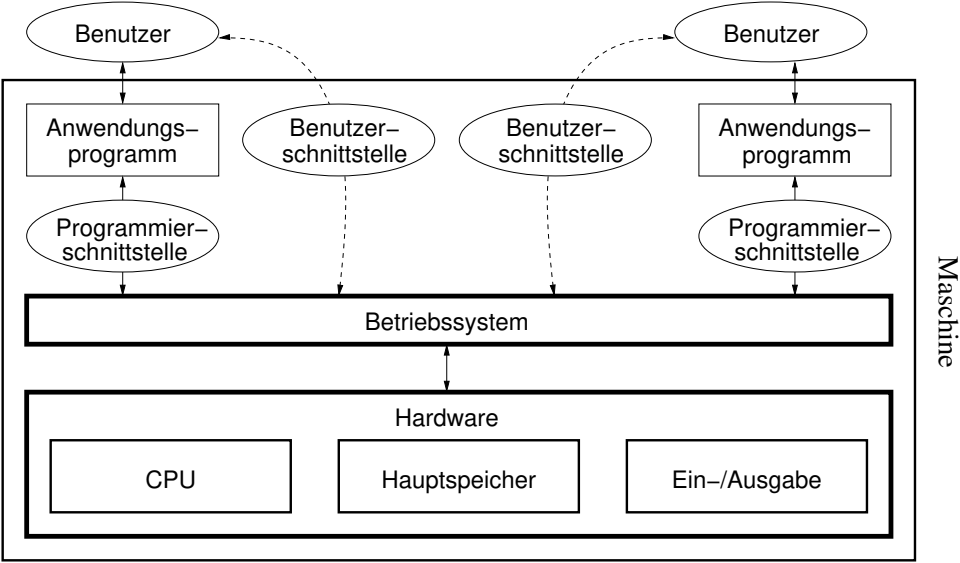 Benutzer
Benutzer
Anwendungs–
programm
Benutzer–
schnittstelle
Benutzer–
schnittstelle
Anwendungs–
programm
Programmier–
schnittstelle
Programmier–
schnittstelle
Maschine
Betriebssystem
Hardware
CPU
Hauptspeicher
Ein–/Ausgabe